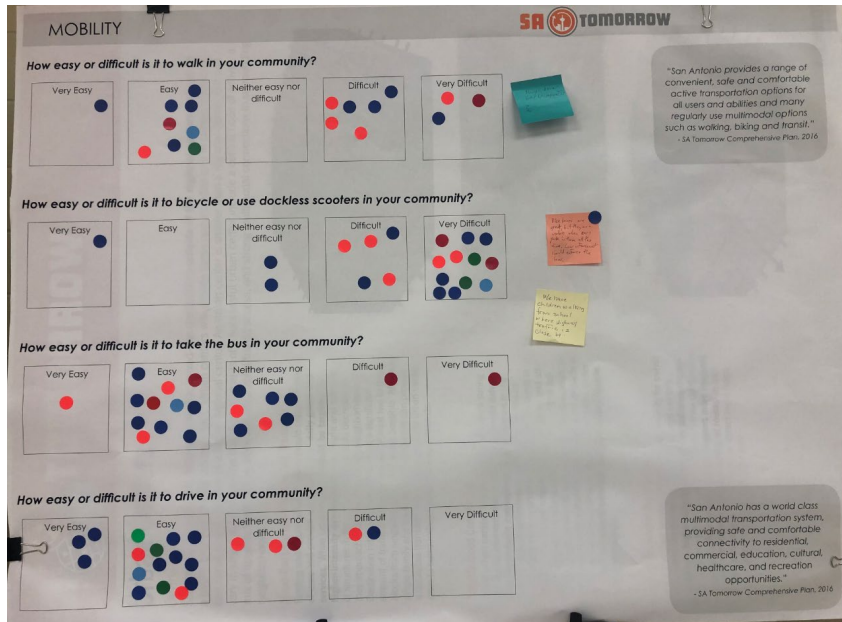 MOBILITY
SA TOMORROW
How easy or difficult is it to walk in your community?
Very Easy
Easy
Neither easy nor
difficult
Difficult
Very Difficult
"San Antonio provides a range of
convenient, safe and comfortable
active transportation options for
all users and abilities and many
regularly use multimodal options
such as walking, biking and transit."
- SA Tomorrow Comprehensive Plan, 2016
How easy or difficult is it to bicycle or use dockless scooters in your community?
Very Easy
Easy
Neither easy nor
difficult
Difficult
Very Difficult
We have
children walking
from school
where
How easy or difficult is it to take the bus in your community?
Very Easy
Easy
Neither easy nor
difficult
Difficult
Very Difficult
How easy or difficult is it to drive in your community?
Very Easy
Easy
Neither easy nor
difficult
Difficult
Very Difficult
"San Antonio has a world class
multimodal transportation system,
providing safe and comfortable
connectivity to residential,
commercial, education, cultural,
healthcare, and recreation
opportunities."
- SA Tomorrow Comprehensive Plan, 2016